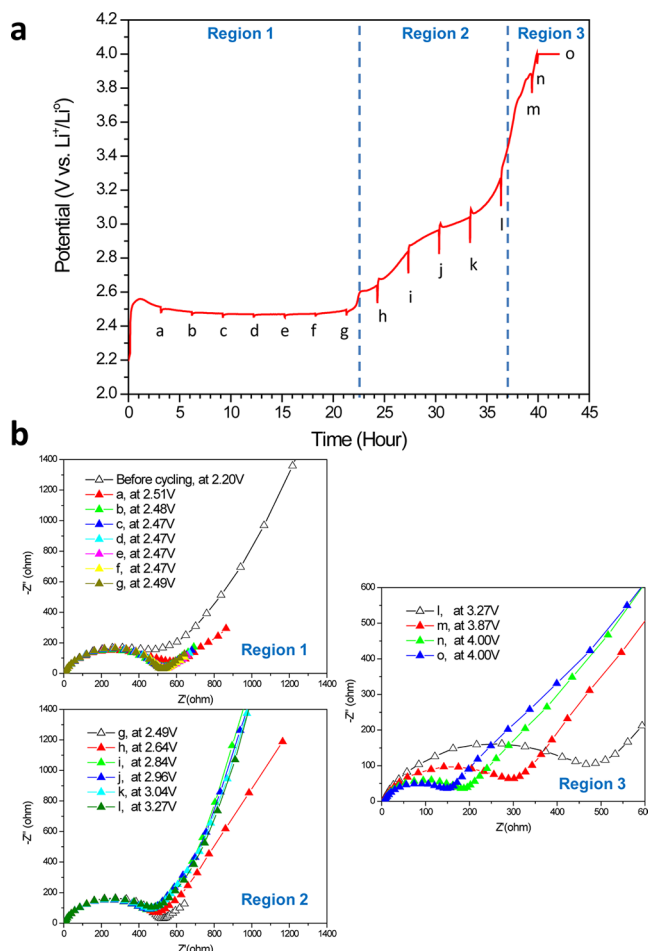 a
Region 1
Region 2
Region 3
Potential (V vs. Li⁺/Li⁰)
4.2
4.0
3.8
3.6
3.4
3.2
3.0
2.8
2.6
2.4
2.2
2.0
a
b
c
d
e
f
g
h
i
j
k
l
m
n
o
0
5
10
15
20
25
30
35
40
45
Time (Hour)
b
-Z'' (ohm)
1400
1200
1000
800
600
400
200
0
Before cycling, at 2.20V
a, at 2.51V
b, at 2.48V
c, at 2.47V
d, at 2.47V
e, at 2.47V
f, at 2.47V
g, at 2.49V
Region 1
0 200 400 600 800 1000 1200 1400
Z'(ohm)
-Z'' (ohm)
1400
1200
1000
800
600
400
200
0
g, at 2.49V
h, at 2.64V
i, at 2.84V
j, at 2.96V
k, at 3.04V
l, at 3.27V
Region 2
0 200 400 600 800 1000 1200 1400
Z'(ohm)
-Z'' (ohm)
600
500
400
300
200
100
0
l, at 3.27V
m, at 3.87V
n, at 4.00V
o, at 4.00V
Region 3
0 100 200 300 400 500 600
Z'(ohm)